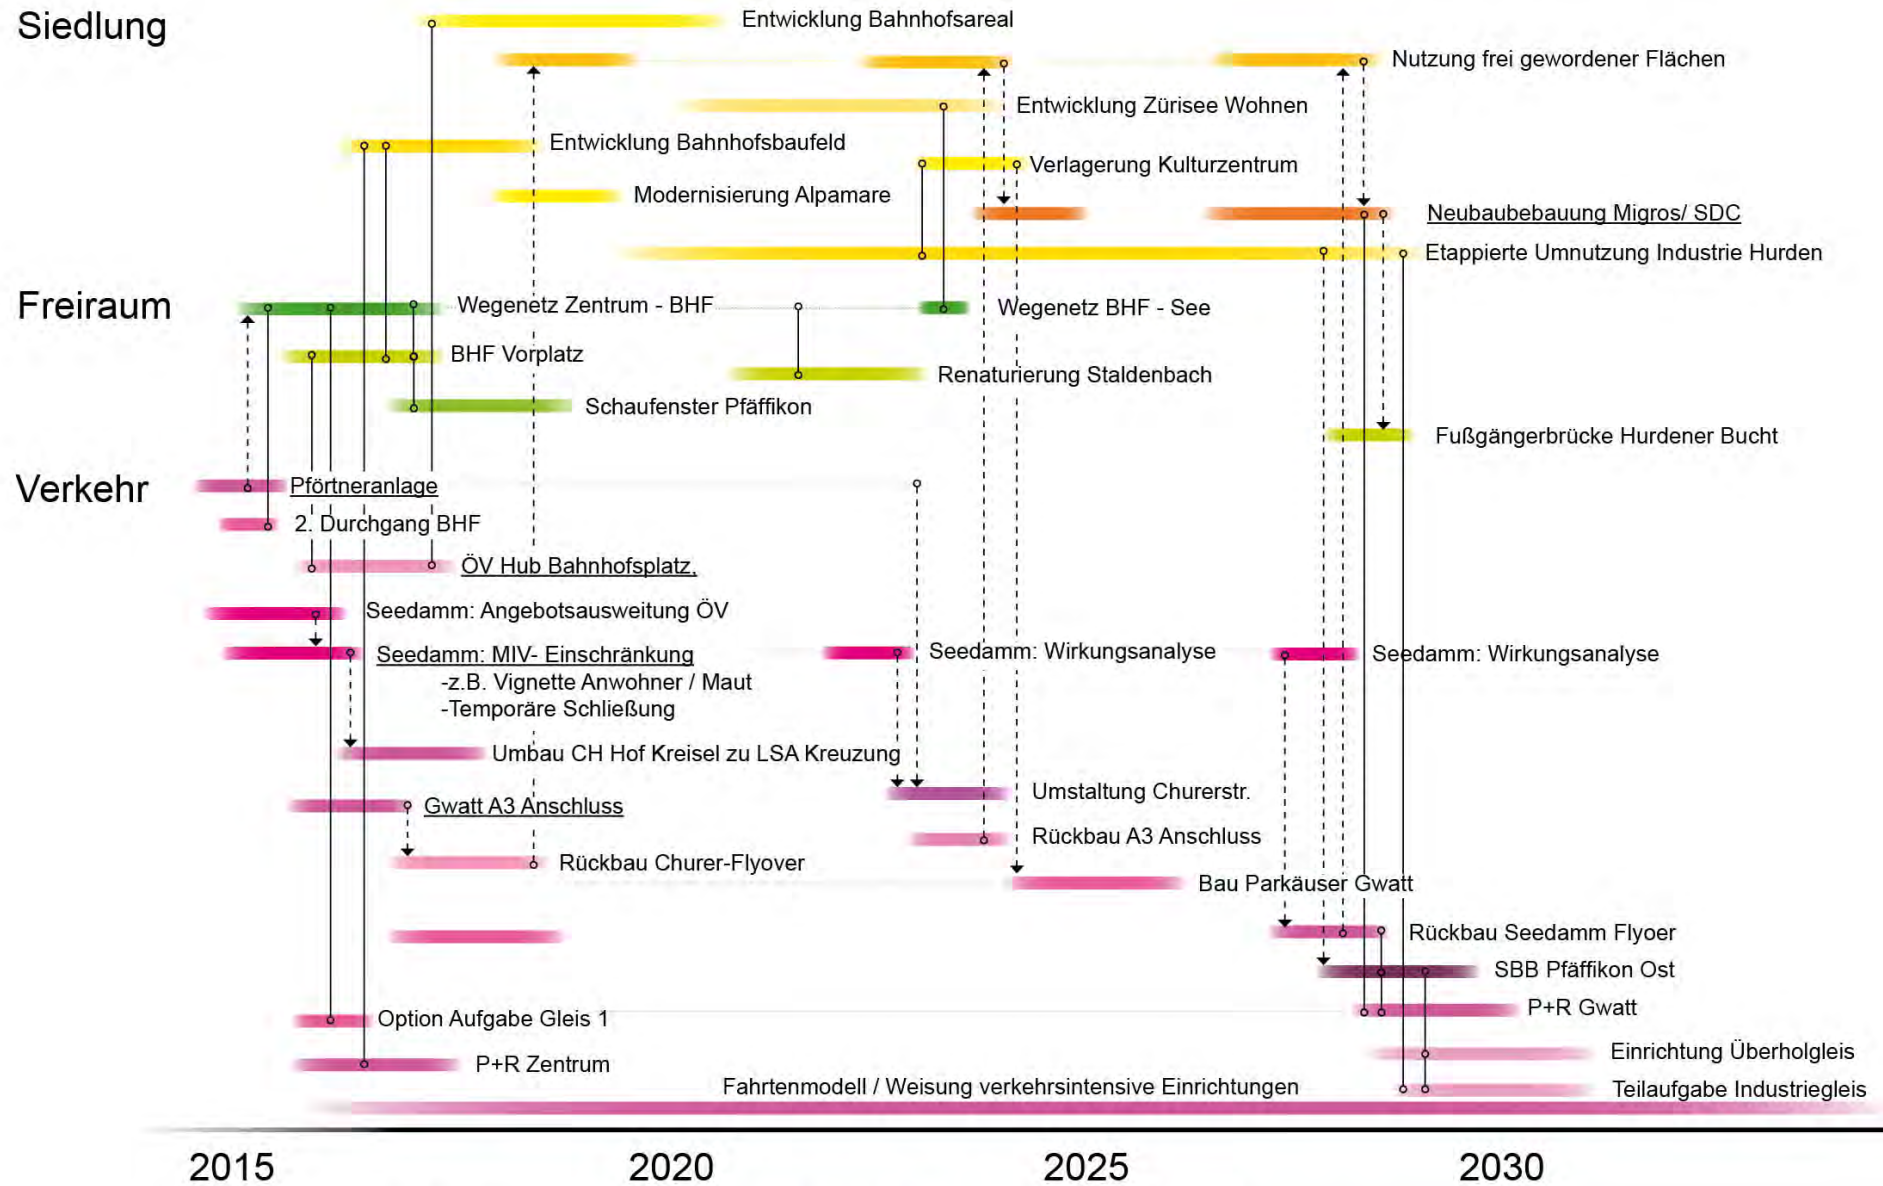 Siedlung
Entwicklung Bahnhofsareal
Nutzung frei gewordener Flächen
Entwicklung Zürisee Wohnen
Entwicklung Bahnhofsbaufeld
Verlagerung Kulturzentrum
Modernisierung Alpamare
Neubaubebauung Migros/ SDC
Etappierte Umnutzung Industrie Hurden
Freiraum
Wegenetz Zentrum - BHF
Wegenetz BHF - See
BHF Vorplatz
Renaturierung Staldenbach
Schaufenster Pfäffikon
Fußgängerbrücke Hurdener Bucht
Verkehr
Pförtneranlage
2. Durchgang BHF
ÖV Hub Bahnhofsplatz,
Seedamm: Angebotsausweitung ÖV
Seedamm: MIV- Einschränkung
-z.B. Vignette Anwohner / Maut
-Temporäre Schließung
Seedamm: Wirkungsanalyse
Seedamm: Wirkungsanalyse
Umbau CH Hof Kreisel zu LSA Kreuzung
Umstaltung Churerstr.
Gwatt A3 Anschluss
Rückbau A3 Anschluss
Rückbau Churer-Flyover
Bau Parkäuser Gwatt
Rückbau Seedamm Flyoer
SBB Pfäffikon Ost
P+R Gwatt
Option Aufgabe Gleis 1
Einrichtung Überholgleis
P+R Zentrum
Fahrtenmodell / Weisung verkehrsintensive Einrichtungen
Teilaufgabe Industriegleis
2015
2020
2025
2030